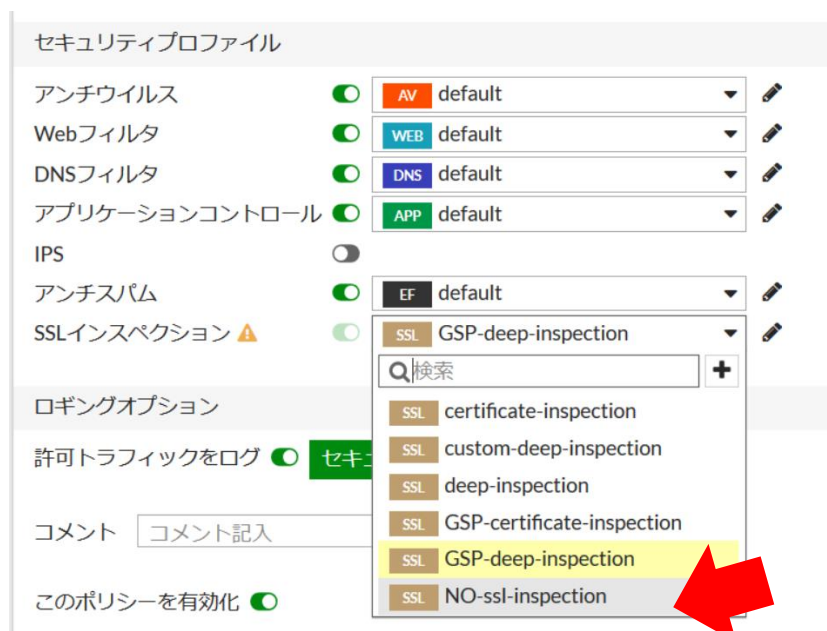 セキュリティプロファイル
アンチウイルス AV default
Webフィルタ WEB default
DNSフィルタ DNS default
アプリケーションコントロール APP default
IPS
アンチスパム EF default
SSLインスペクション SSL GSP-deep-inspection
検索
SSL certificate-inspection
SSL custom-deep-inspection
SSL deep-inspection
SSL GSP-certificate-inspection
SSL GSP-deep-inspection
SSL NO-ssl-inspection
ロギングオプション
許可トラフィックをログ セキュ
コメント コメント記入
このポリシーを有効化